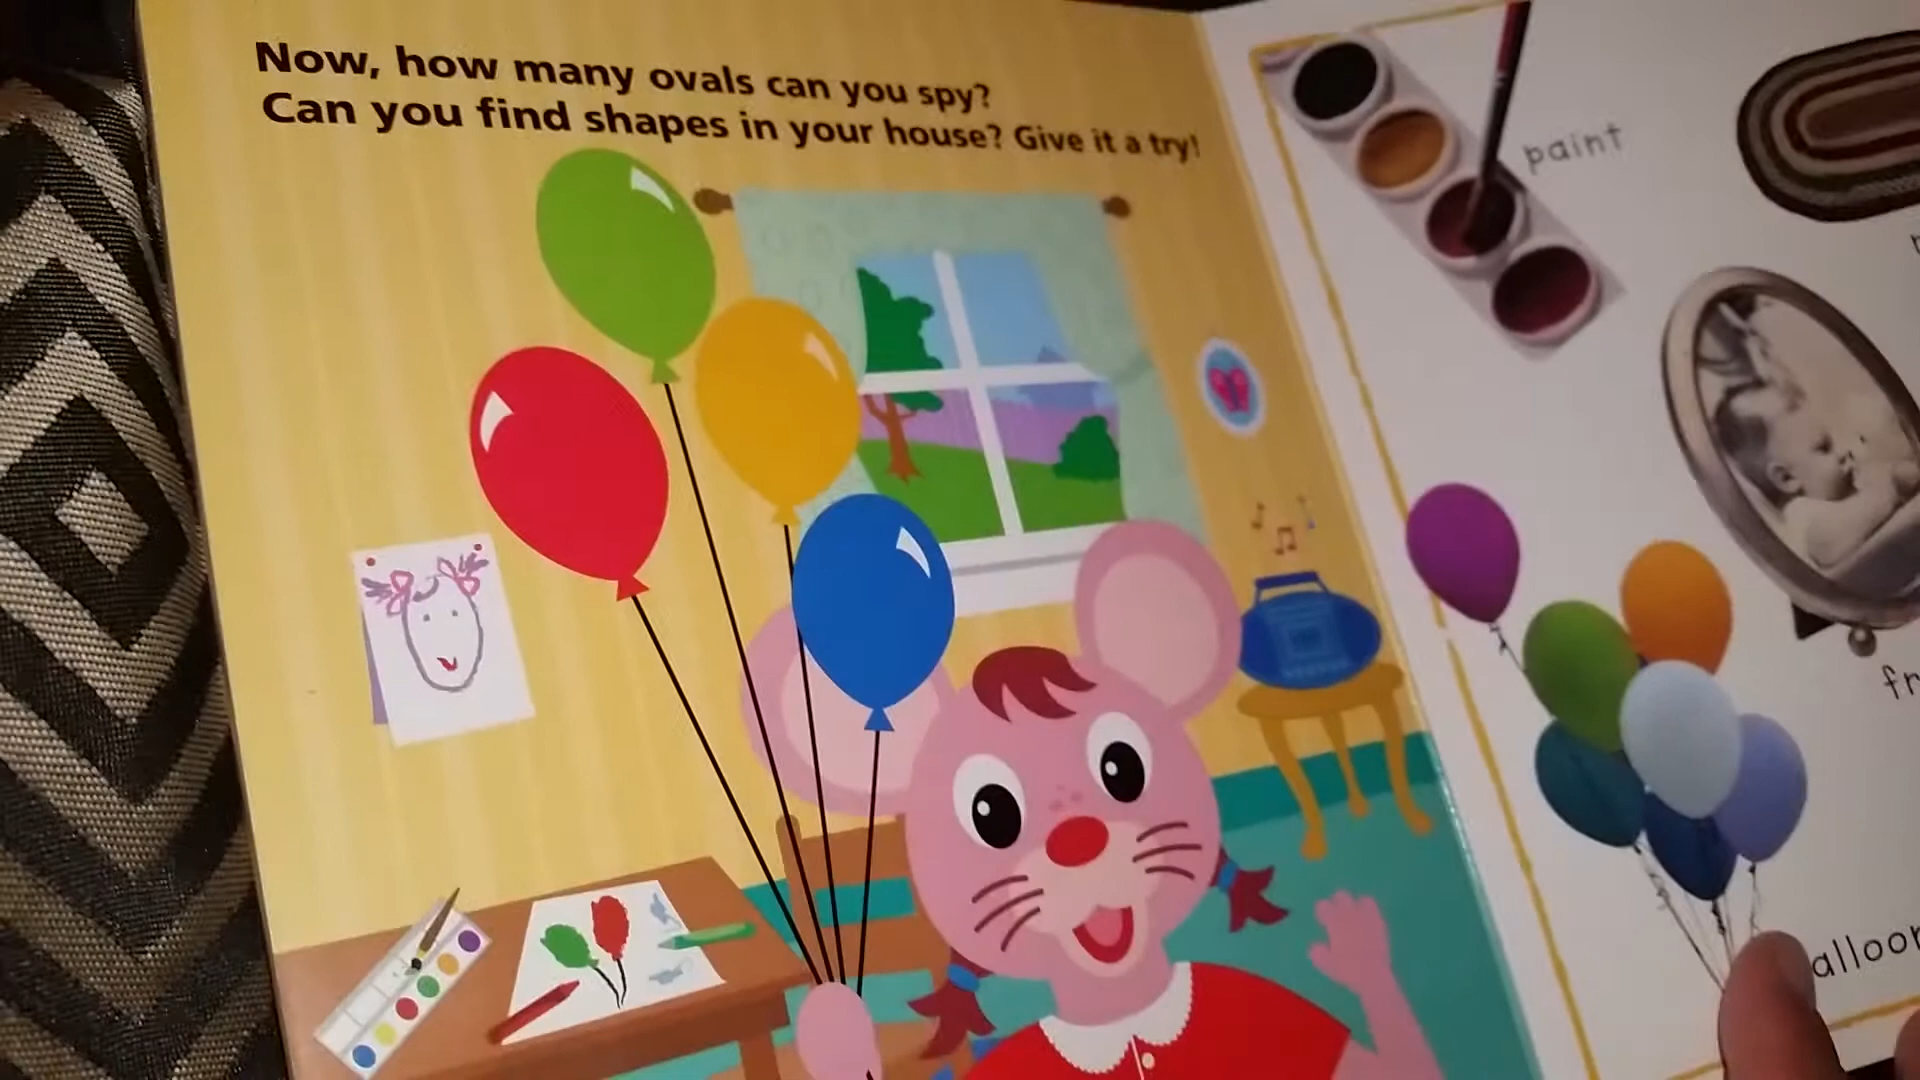 Now, how many ovals can you spy?
Can you find shapes in your house? Give it a try!
paint